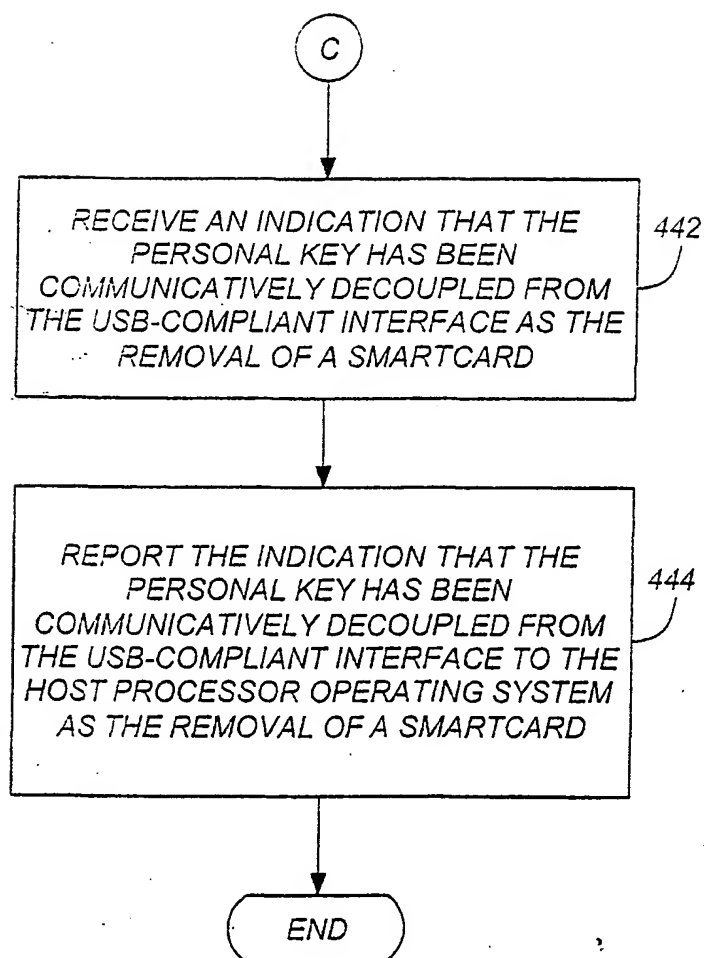 C
RECEIVE AN INDICATION THAT THE
PERSONAL KEY HAS BEEN
COMMUNICATIVELY DECOUPLED FROM
THE USB-COMPLIANT INTERFACE AS THE
REMOVAL OF A SMARTCARD
442
REPORT THE INDICATION THAT THE
PERSONAL KEY HAS BEEN
COMMUNICATIVELY DECOUPLED FROM
THE USB-COMPLIANT INTERFACE TO THE
HOST PROCESSOR OPERATING SYSTEM
AS THE REMOVAL OF A SMARTCARD
444
END